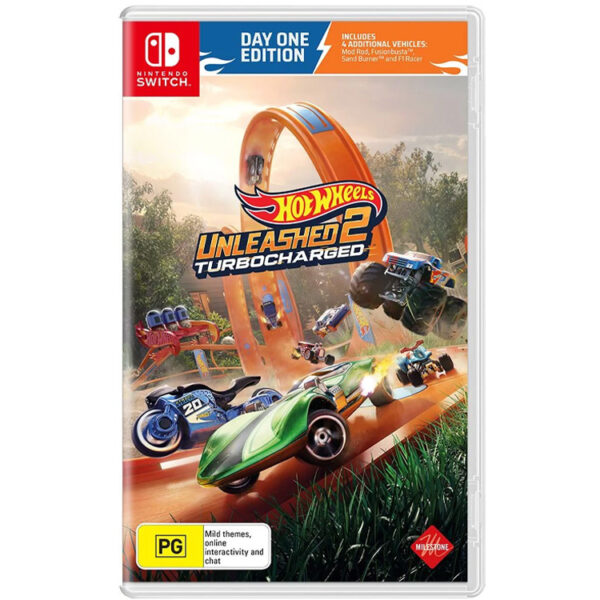 NINTENDO
SWITCH™
DAY ONE
EDITION
INCLUDES
4 ADDITIONAL VEHICLES:
Mod Rod, Fusionbusta™,
Sand Burner™ and F1 Racer
HOT WHEELS
UNLEASHED 2
TURBOCHARGED
20
PG
Mild themes,
online
interactivity and
chat
MILESTONE